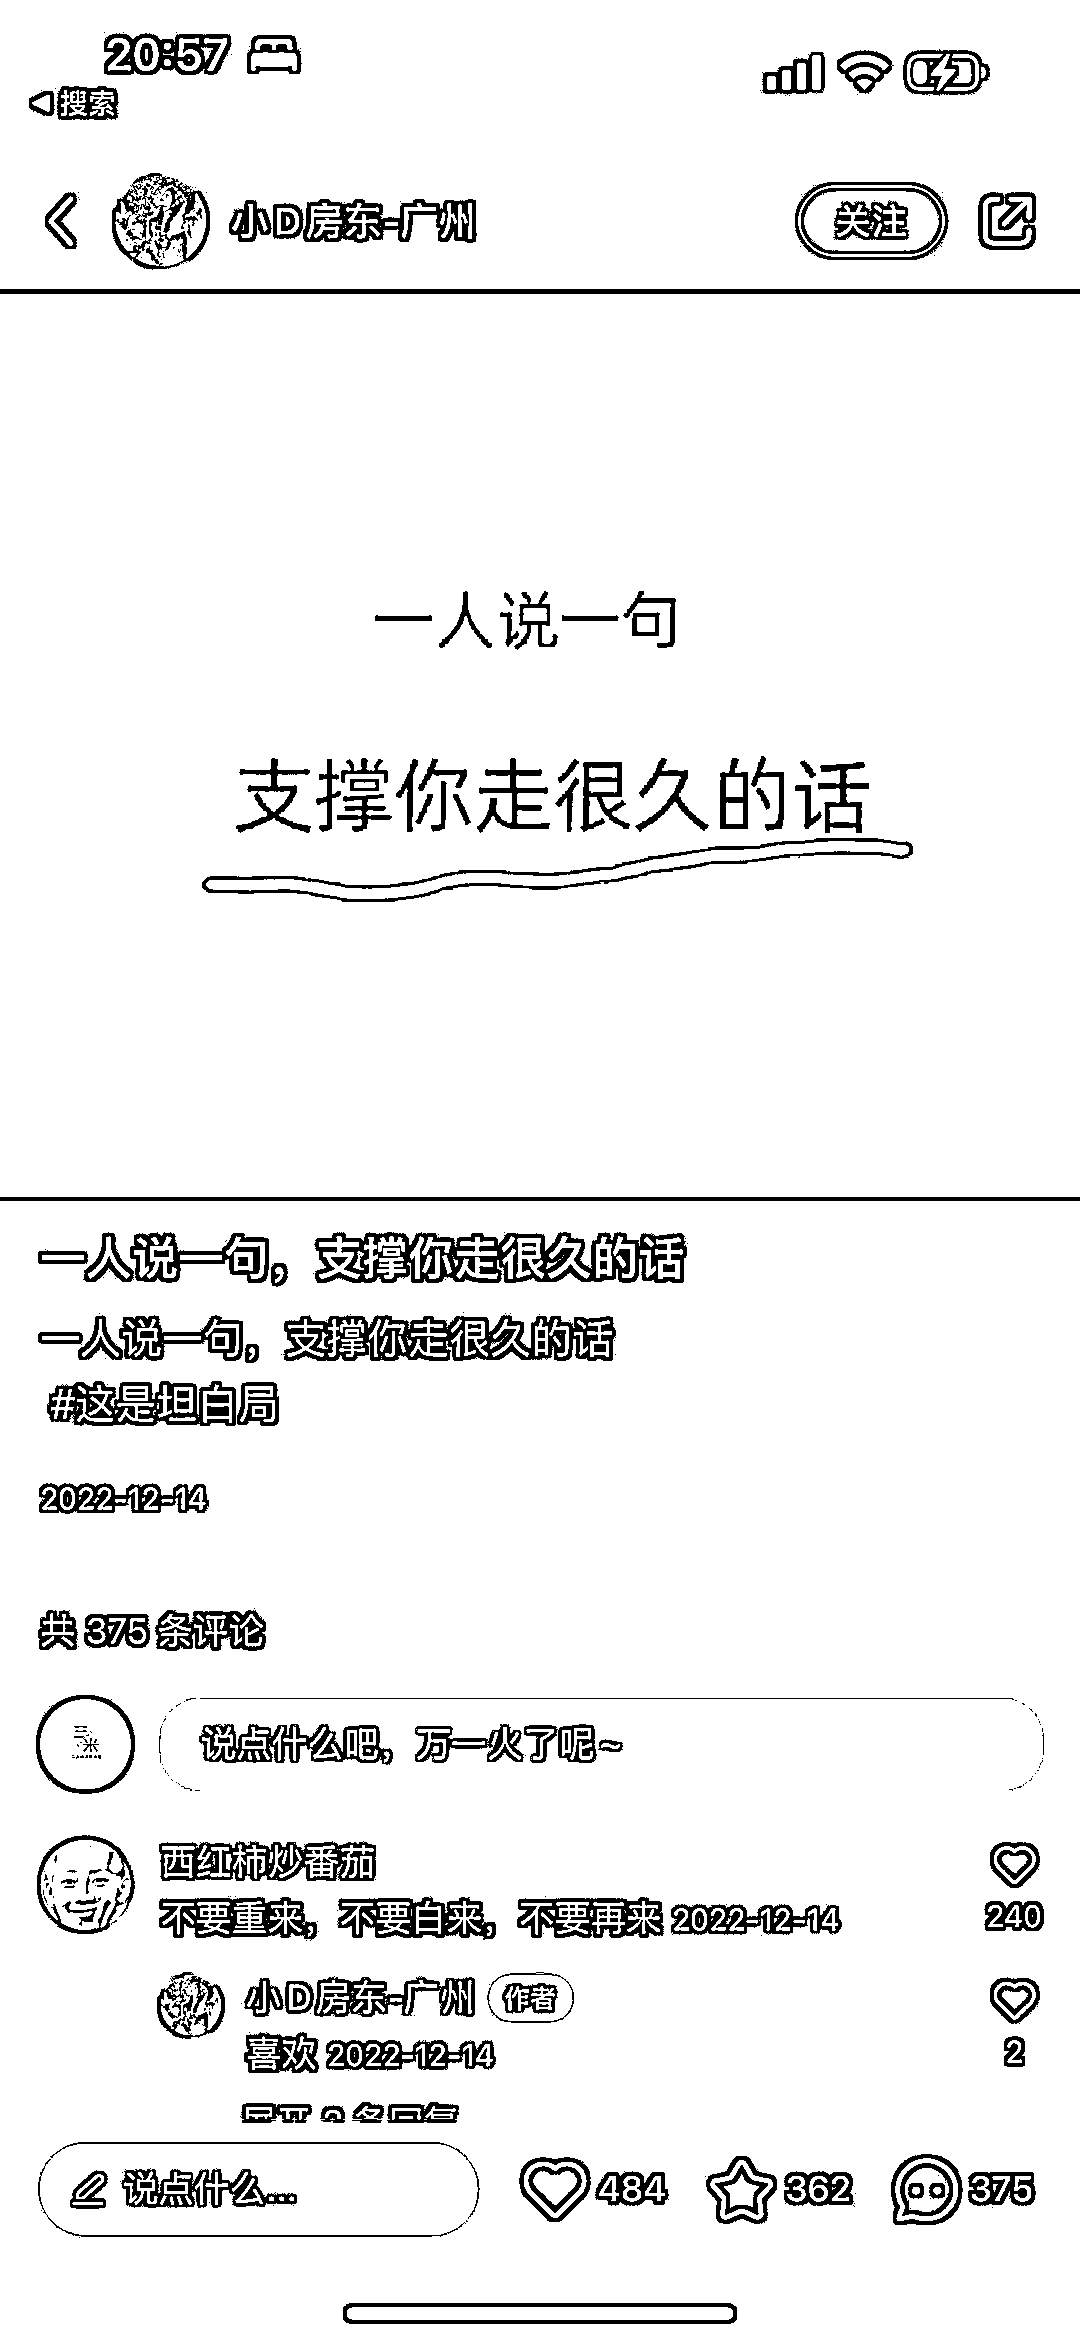 20:57
搜索
小D房东-广州
关注
一人说一句
支撑你走很久的话
一人说一句，支撑你走很久的话
一人说一句，支撑你走很久的话
#这是坦白局
2022-12-14
共 375 条评论
说点什么吧，万一火了呢~
西红柿炒番茄
不要重来，不要白来，不要再来 2022-12-14
240
小D房东-广州 作者
喜欢 2022-12-14
2
说点什么...
484
362
375